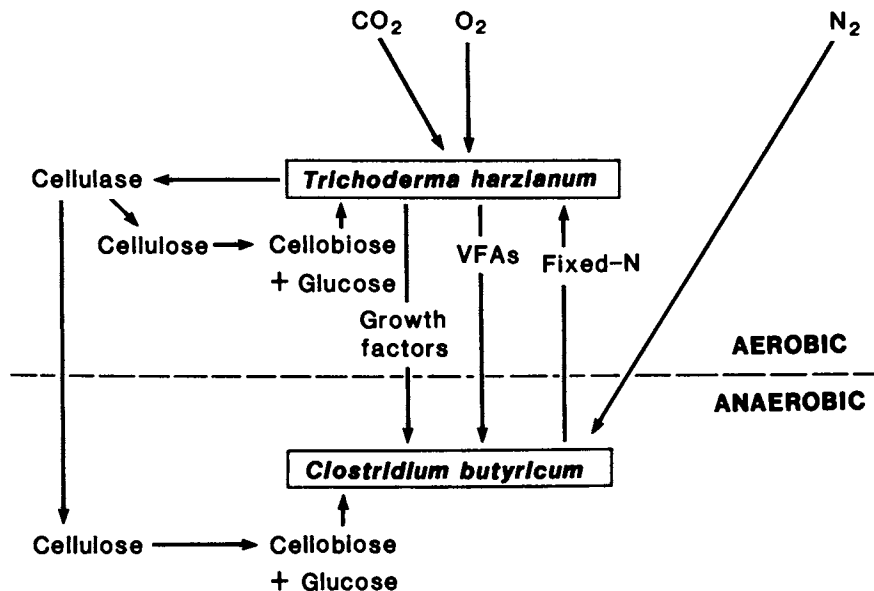 CO₂ O₂ N₂
Trichoderma harzianum
Cellulase
Cellulose
Cellobiose
+ Glucose
VFAs
Fixed-N
Growth
factors
AEROBIC
ANAEROBIC
Clostridium butyricum
Cellulose
Cellobiose
+ Glucose